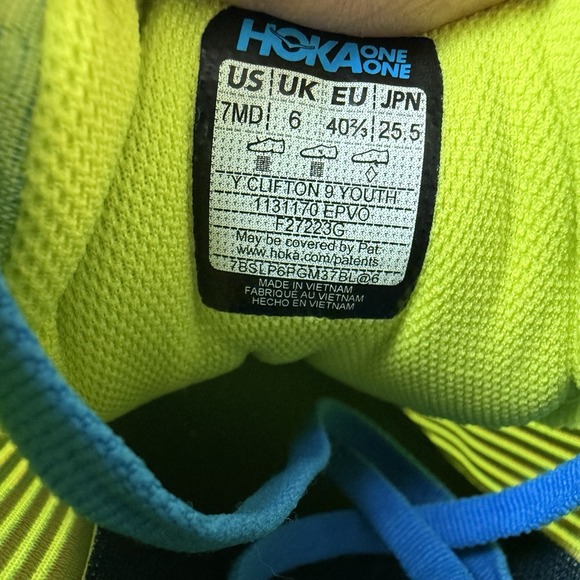 HOKA ONE ONE
US UK EU JPN
7MD 6 40⅔ 25.5
Y CLIFTON 9 YOUTH
1131170 EPVO
F27223G
May be covered by Pat.
www.hoka.com/patents
7BSLP6PGM37BL@6
MADE IN VIETNAM
FABRIQUÉ AU VIETNAM
HECHO EN VIETNAM